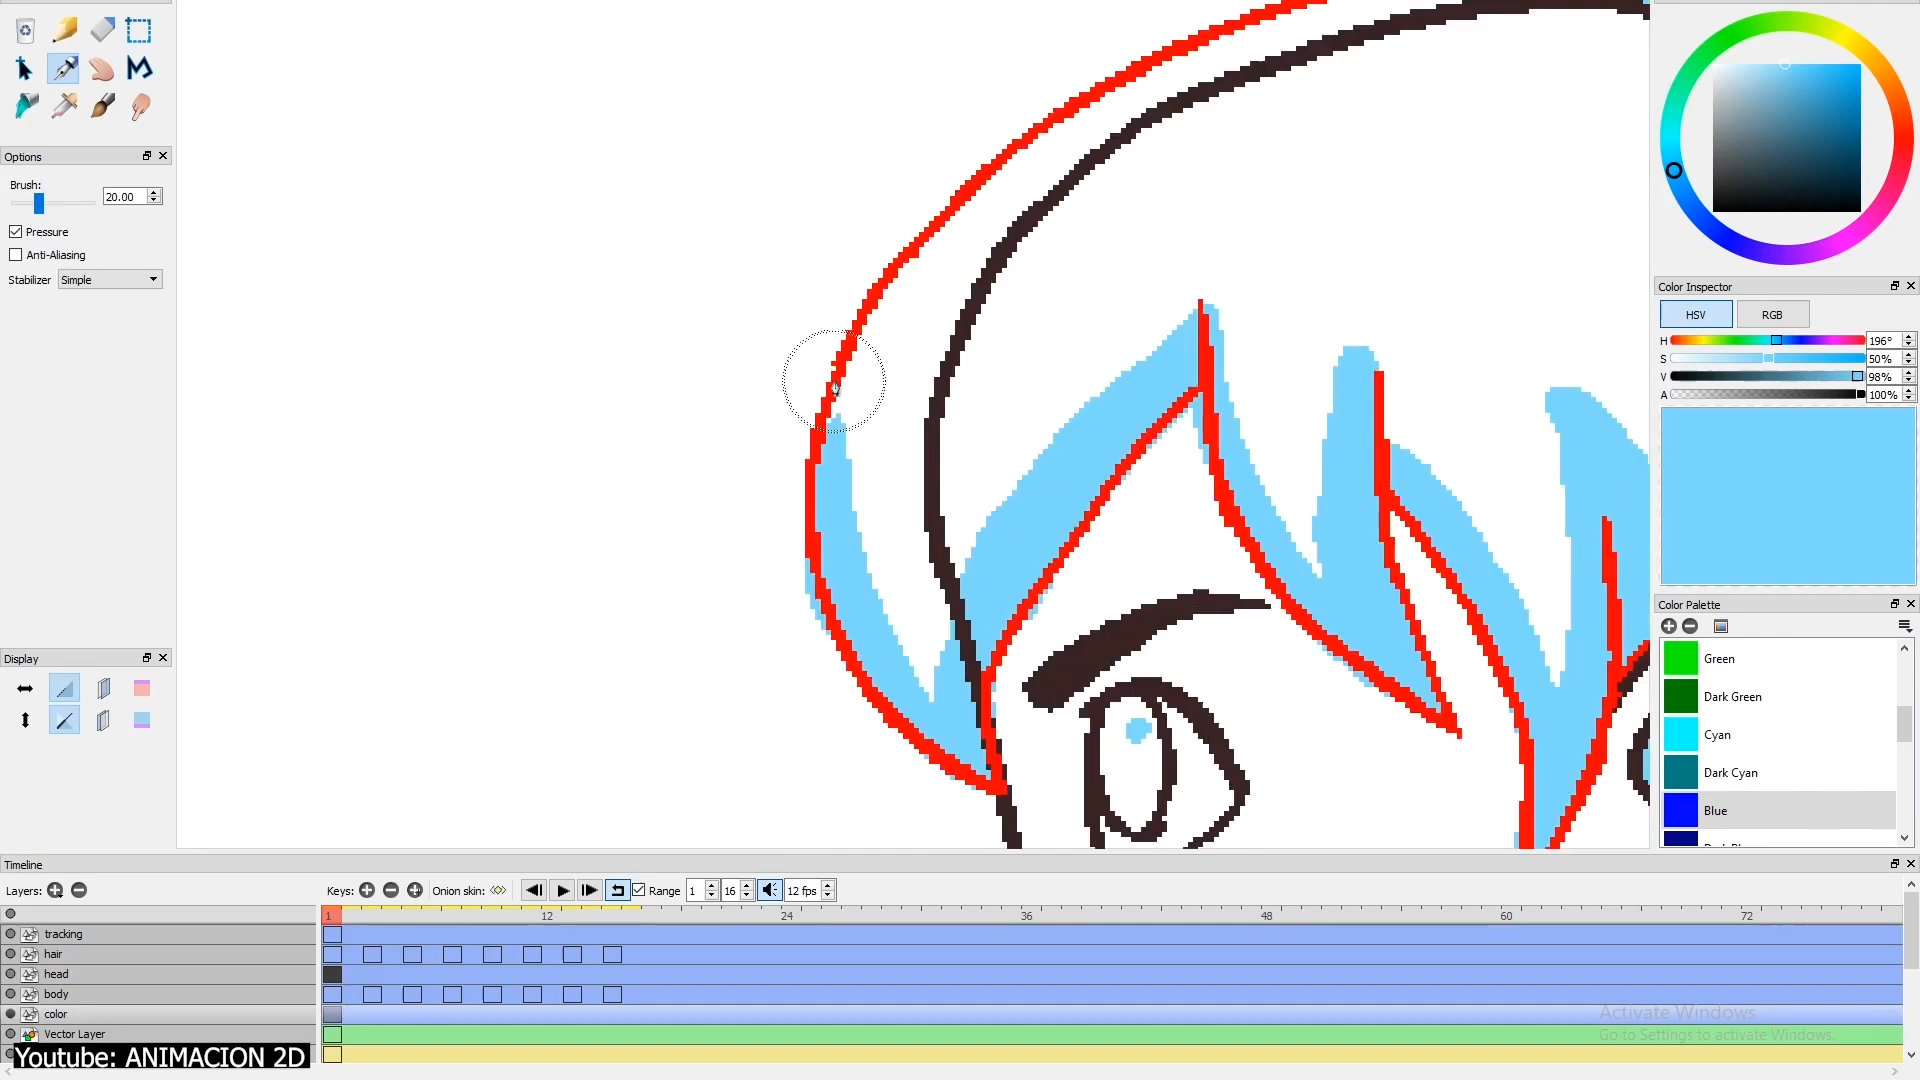 Options
Brush:
20.00
Pressure
Anti-Aliasing
Stabilizer Simple
Display
Color Inspector
HSV RGB
H 196°
S 50%
V 98%
A 100%
Color Palette
Green
Dark Green
Cyan
Dark Cyan
Blue
Timeline
Layers: Keys: Onion skin: Range 1 16 12 fps
1 12 24 36 48 60 72
tracking
hair
head
body
color
Vector Layer
Activate Windows
Go to Settings to activate Windows.
Youtube: ANIMACION 2D